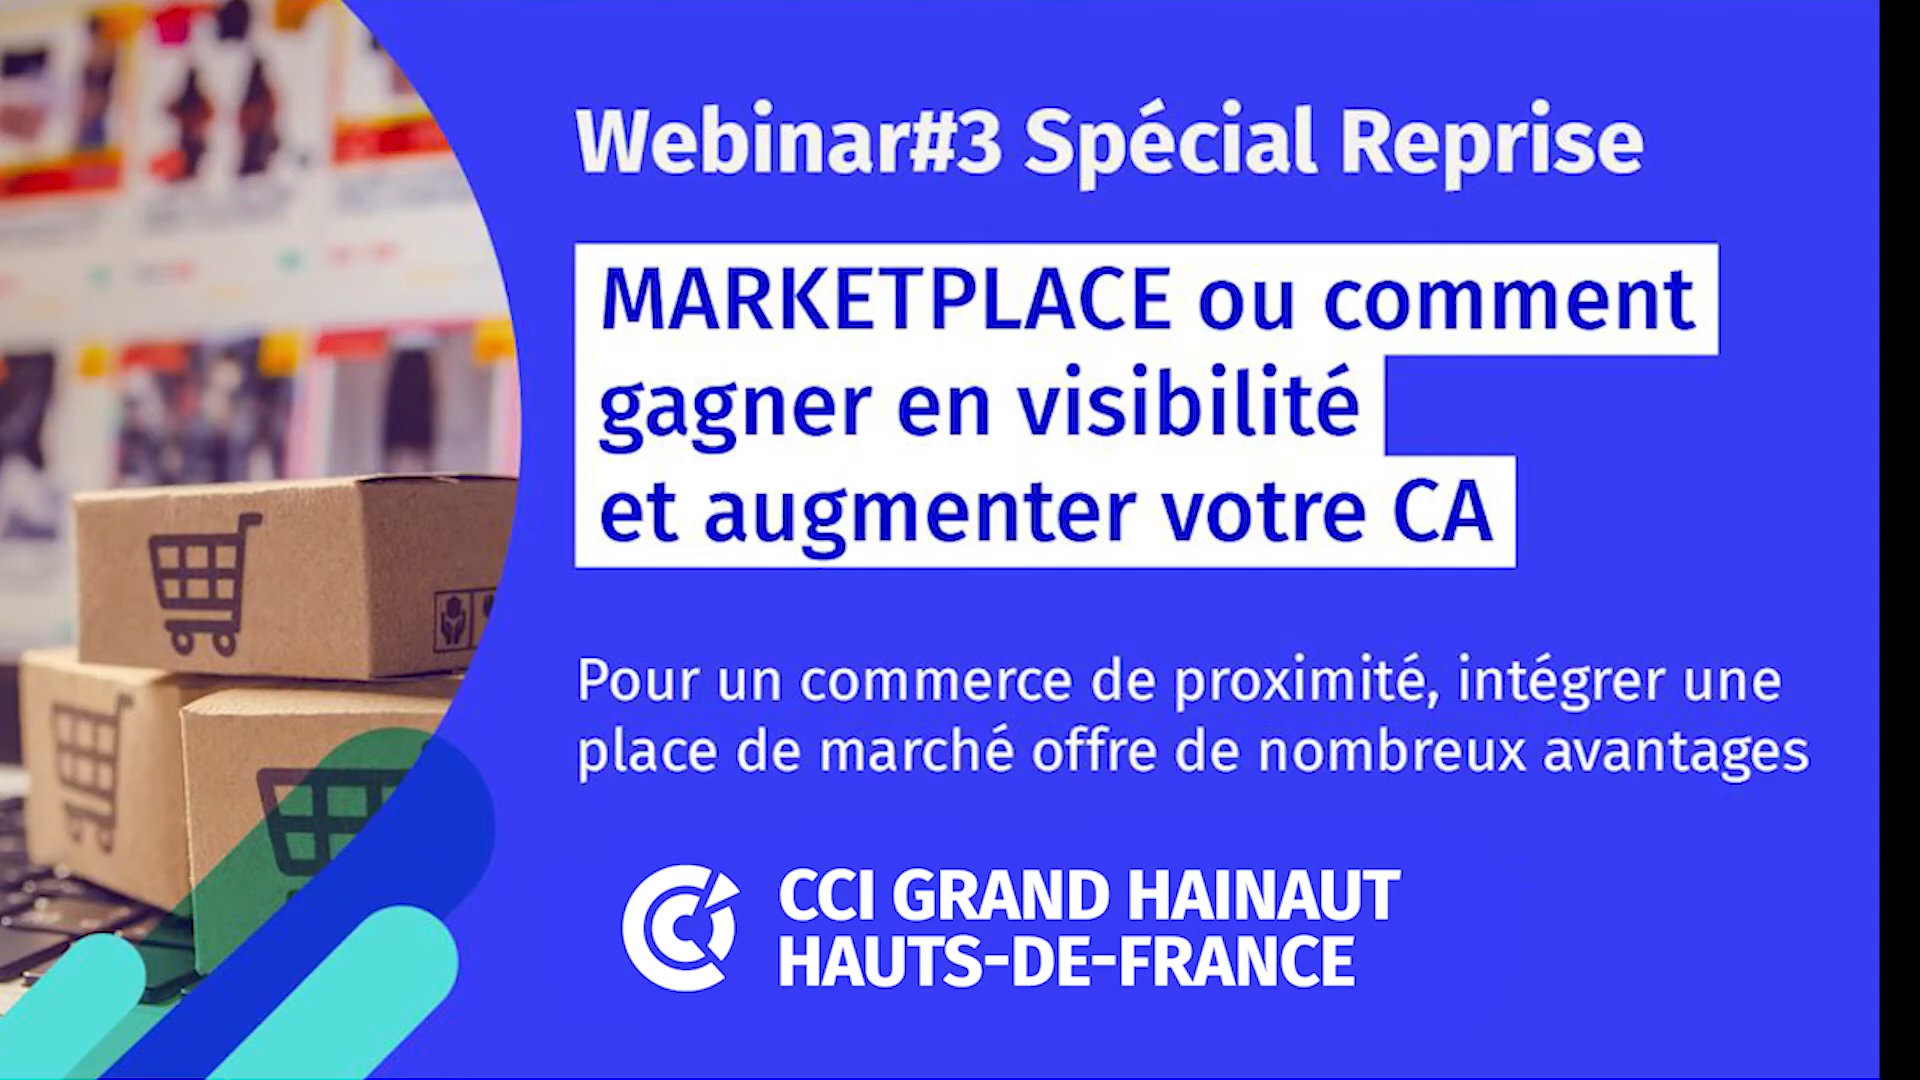 Webinar#3 Spécial Reprise
MARKETPLACE ou comment
gagner en visibilité
et augmenter votre CA
Pour un commerce de proximité, intégrer une
place de marché offre de nombreux avantages
CCI GRAND HAINAUT
HAUTS-DE-FRANCE